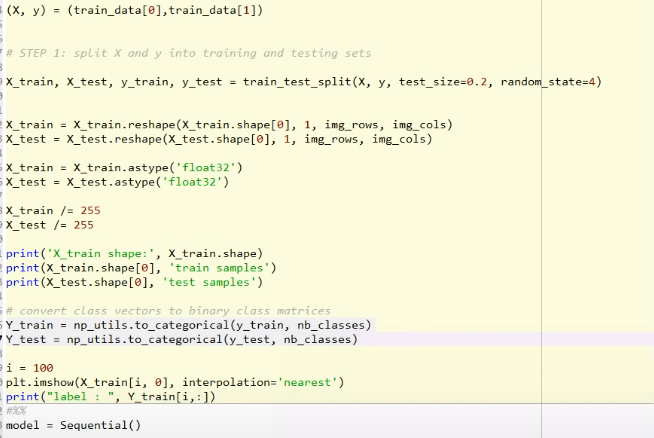 (X, y) = (train_data[0],train_data[1])
# STEP 1: split X and y into training and testing sets
X_train, X_test, y_train, y_test = train_test_split(X, y, test_size=0.2, random_state=4)
X_train = X_train.reshape(X_train.shape[0], 1, img_rows, img_cols)
X_test = X_test.reshape(X_test.shape[0], 1, img_rows, img_cols)
X_train = X_train.astype('float32')
X_test = X_test.astype('float32')
X_train /= 255
X_test /= 255
print('X_train shape:', X_train.shape)
print(X_train.shape[0], 'train samples')
print(X_test.shape[0], 'test samples')
# convert class vectors to binary class matrices
Y_train = np_utils.to_categorical(y_train, nb_classes)
Y_test = np_utils.to_categorical(y_test, nb_classes)
i = 100
plt.imshow(X_train[i, 0], interpolation='nearest')
print("label : ", Y_train[i,:])
#%%
model = Sequential()